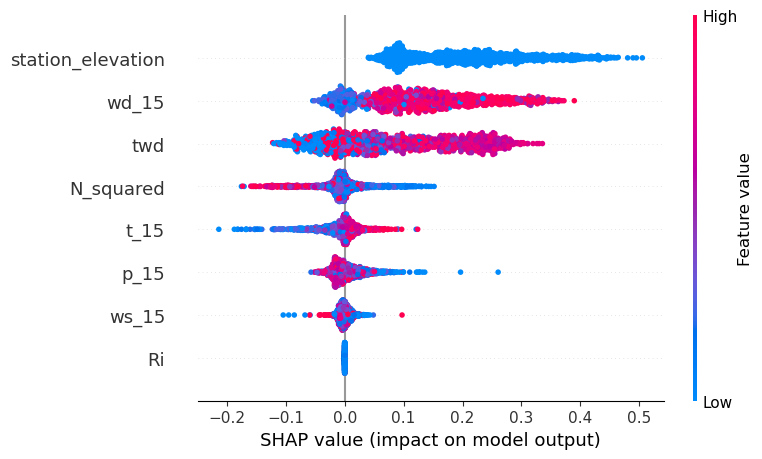 High
station_elevation
wd_15
twd
N_squared
t_15
p_15
ws_15
Ri
Feature value
Low
−0.2 −0.1 0.0 0.1 0.2 0.3 0.4 0.5
SHAP value (impact on model output)